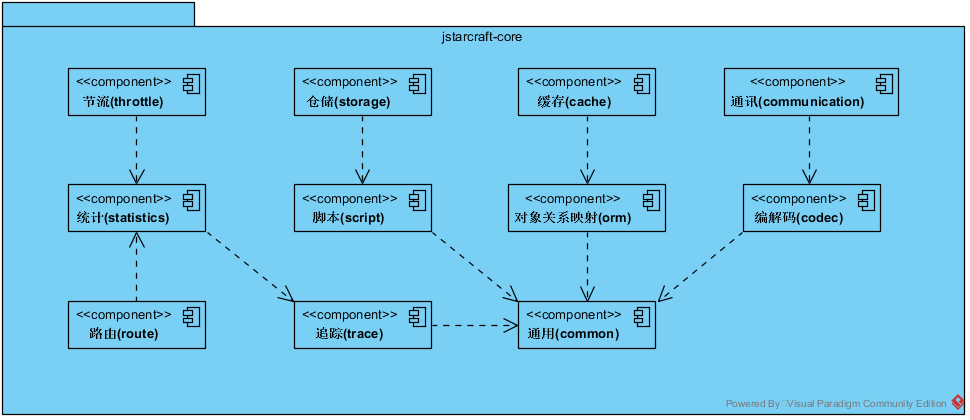 jstarcraft-core
<<component>>
节流(throttle)
<<component>>
仓储(storage)
<<component>>
缓存(cache)
<<component>>
通讯(communication)
<<component>>
统计(statistics)
<<component>>
脚本(script)
<<component>>
对象关系映射(orm)
<<component>>
编解码(codec)
<<component>>
路由(route)
<<component>>
追踪(trace)
<<component>>
通用(common)
Powered By Visual Paradigm Community Edition